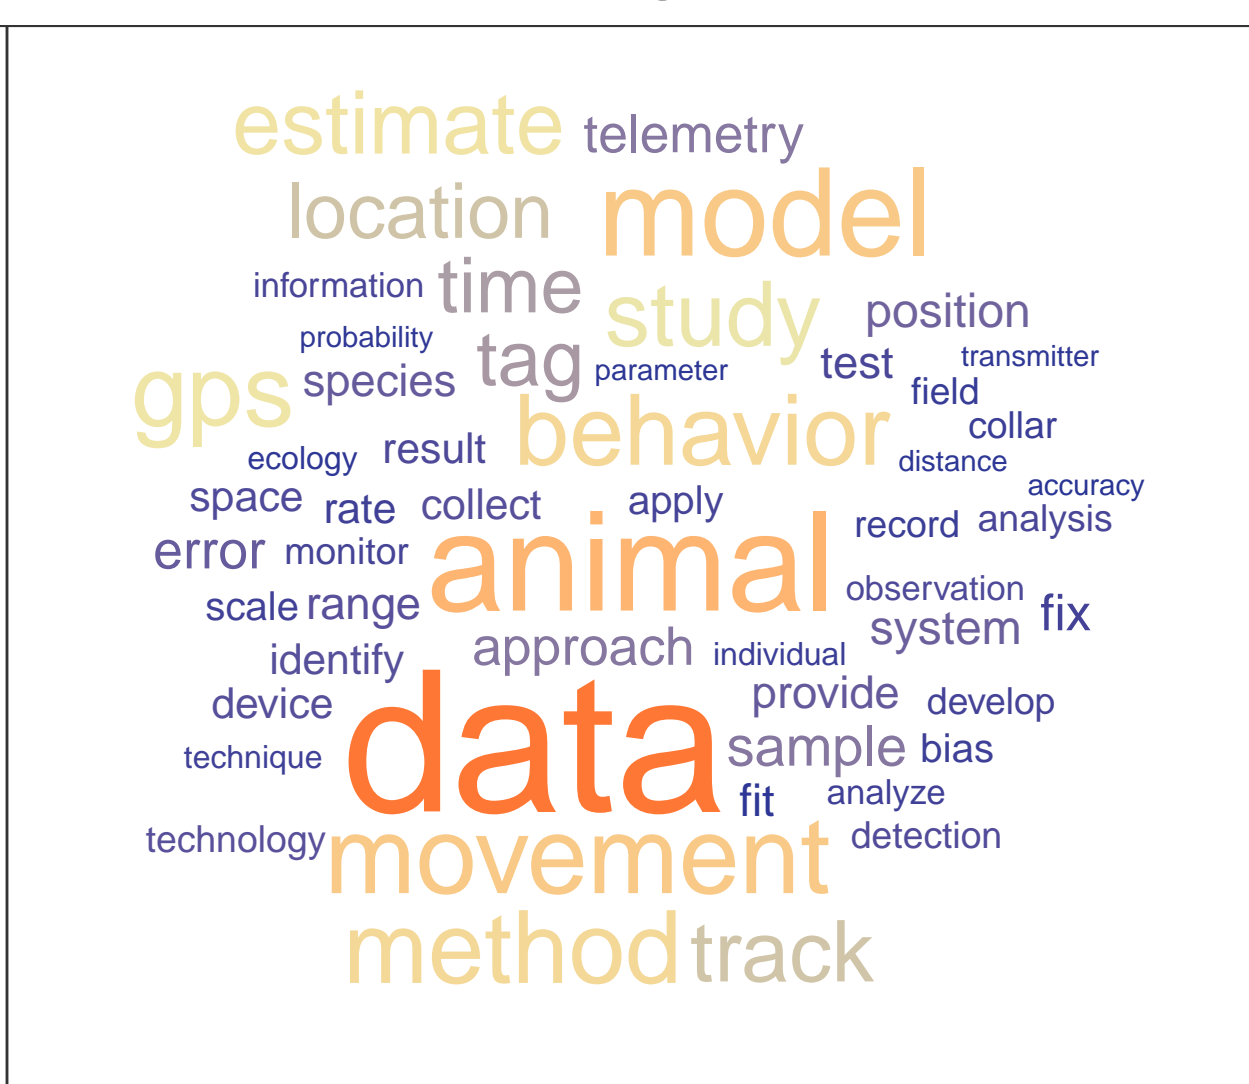 estimate telemetry
location model
information time
study position
probability
tag parameter test transmitter
gps species field
behavior collar
ecology result distance
space rate collect apply accuracy
record analysis
error monitor animal
observation
scale range system fix
identify approach individual
device provide develop
data
technique sample bias
fit analyze
technology movement detection
method track